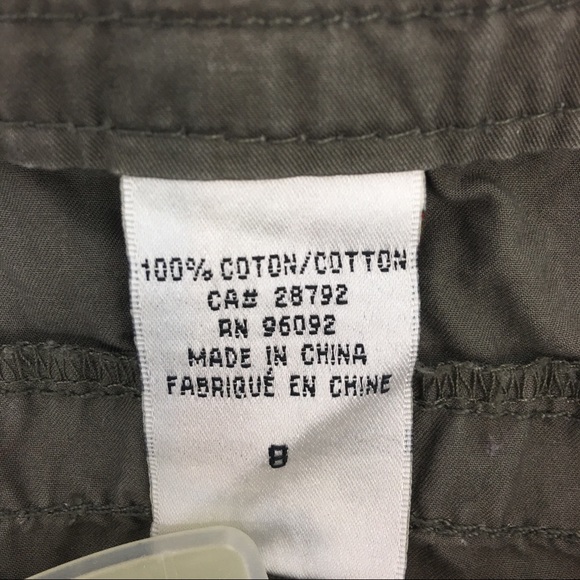 100% COTON/COTTON
CA# 28792
RN 96092
MADE IN CHINA
FABRIQUÉ EN CHINE
8